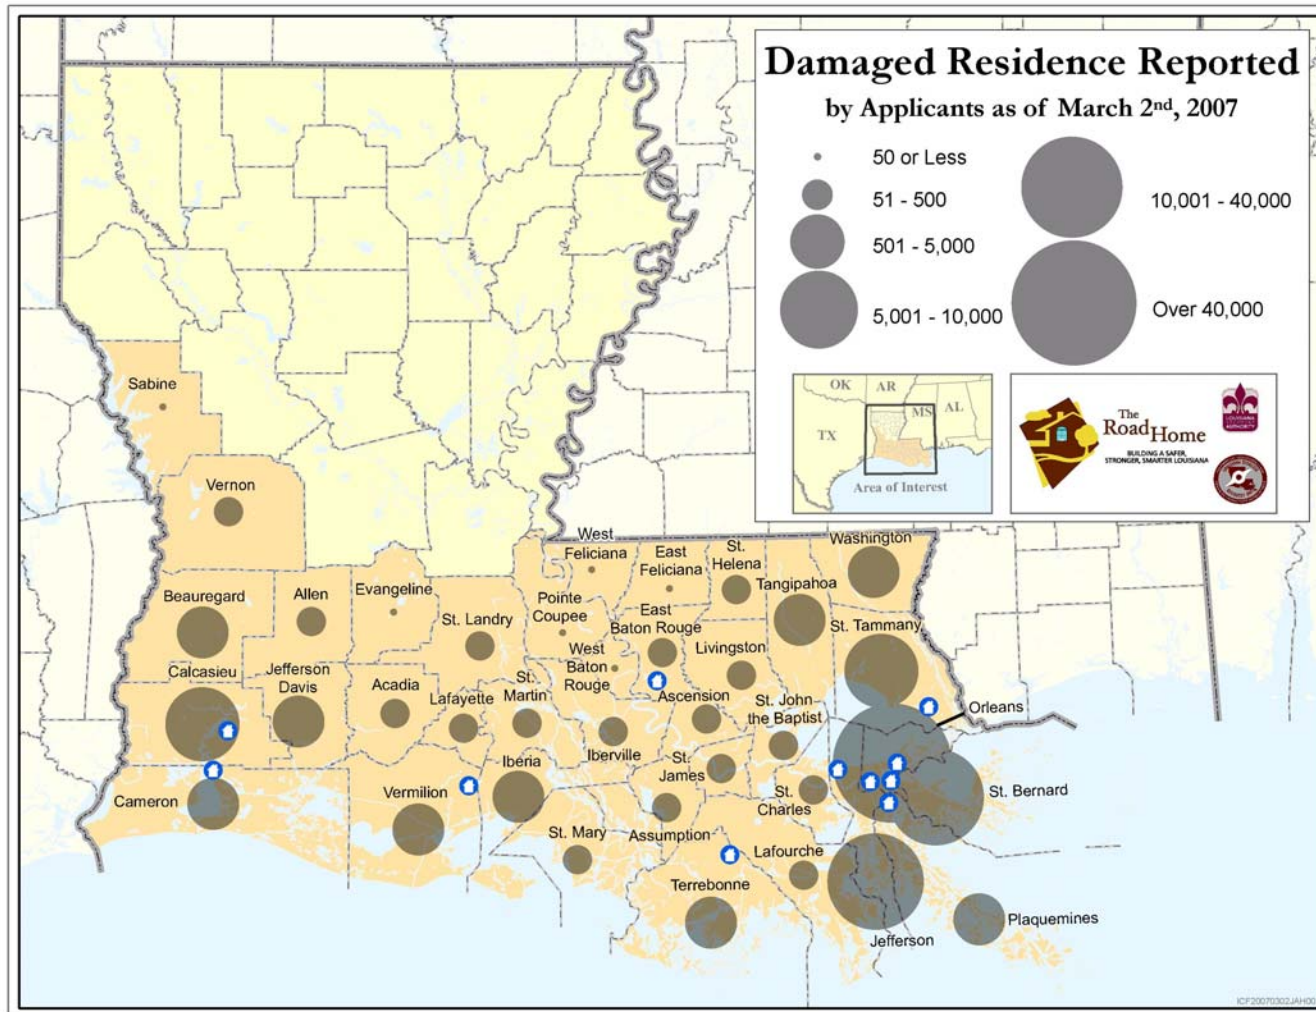 Damaged Residence Reported
by Applicants as of March 2nd, 2007
50 or Less
51 - 500
501 - 5,000
5,001 - 10,000
10,001 - 40,000
Over 40,000
OK
AR
TX
MS
AL
Area of Interest
The
Road Home
BUILDING A SAFER,
STRONGER, SMARTER LOUISIANA
LOUISIANA
AUTHORITY
Sabine
Vernon
Beauregard
Allen
Evangeline
St. Landry
West
Feliciana
East
Feliciana
St.
Helena
Washington
Tangipahoa
Pointe
Coupee
East
Baton Rouge
West
Baton
Rouge
Livingston
St. Tammany
Calcasieu
Jefferson
Davis
Acadia
Lafayette
St.
Martin
Ascension
St. John
the Baptist
Orleans
Iberville
Iberia
St.
James
St.
Charles
St. Bernard
Cameron
Vermilion
St. Mary
Assumption
Lafourche
Terrebonne
Plaquemines
Jefferson
ICF20070302JAH00